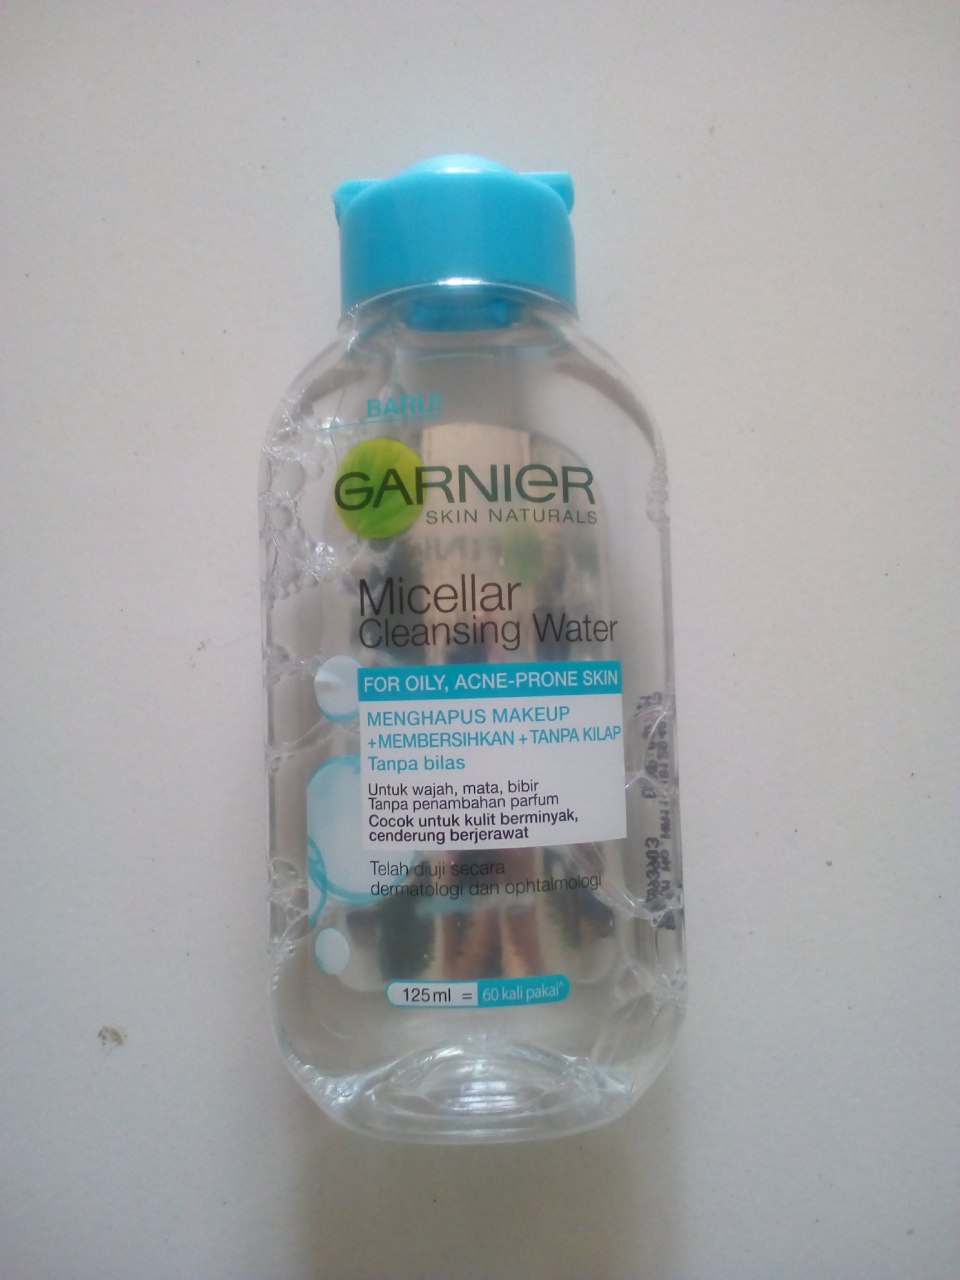 BARU!
GARNIER
SKIN NATURALS
Micellar
Cleansing Water
FOR OILY, ACNE-PRONE SKIN
MENGHAPUS MAKEUP
+MEMBERSIHKAN + TANPA KILAP
Tanpa bilas
Untuk wajah, mata, bibir
Tanpa penambahan parfum
Cocok untuk kulit berminyak,
cenderung berjerawat
Telah diuji secara
dermatologi dan ophtalmologi
125ml = 60 kali pakai*